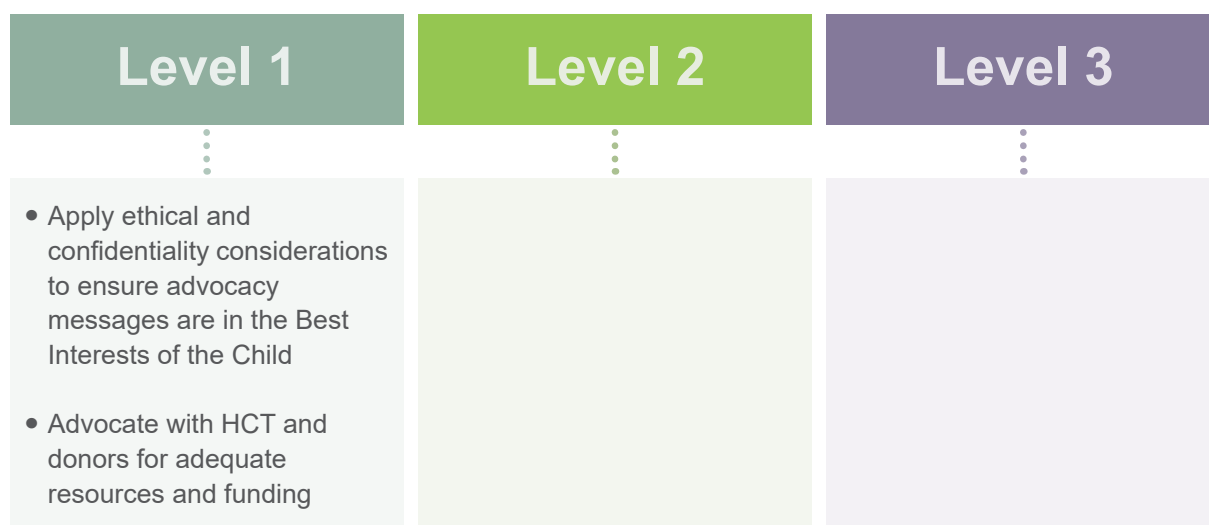 Level 1
Level 2
Level 3
• Apply ethical and
confidentiality considerations
to ensure advocacy
messages are in the Best
Interests of the Child
• Advocate with HCT and
donors for adequate
resources and funding